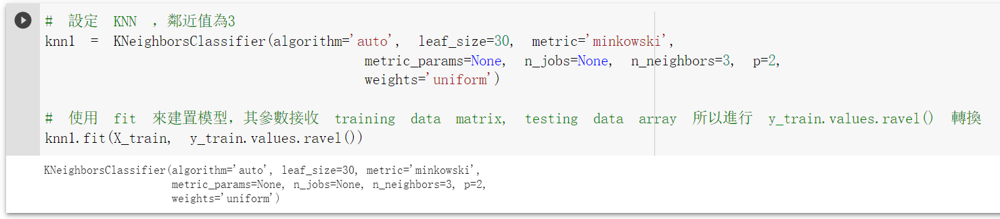 # 設定 KNN ，鄰近值為3
knn1 = KNeighborsClassifier(algorithm='auto', leaf_size=30, metric='minkowski',
metric_params=None, n_jobs=None, n_neighbors=3, p=2,
weights='uniform')
# 使用 fit 來建置模型，其參數接收 training data matrix, testing data array 所以進行 y_train.values.ravel() 轉換
knn1.fit(X_train, y_train.values.ravel())
KNeighborsClassifier(algorithm='auto', leaf_size=30, metric='minkowski',
metric_params=None, n_jobs=None, n_neighbors=3, p=2,
weights='uniform')